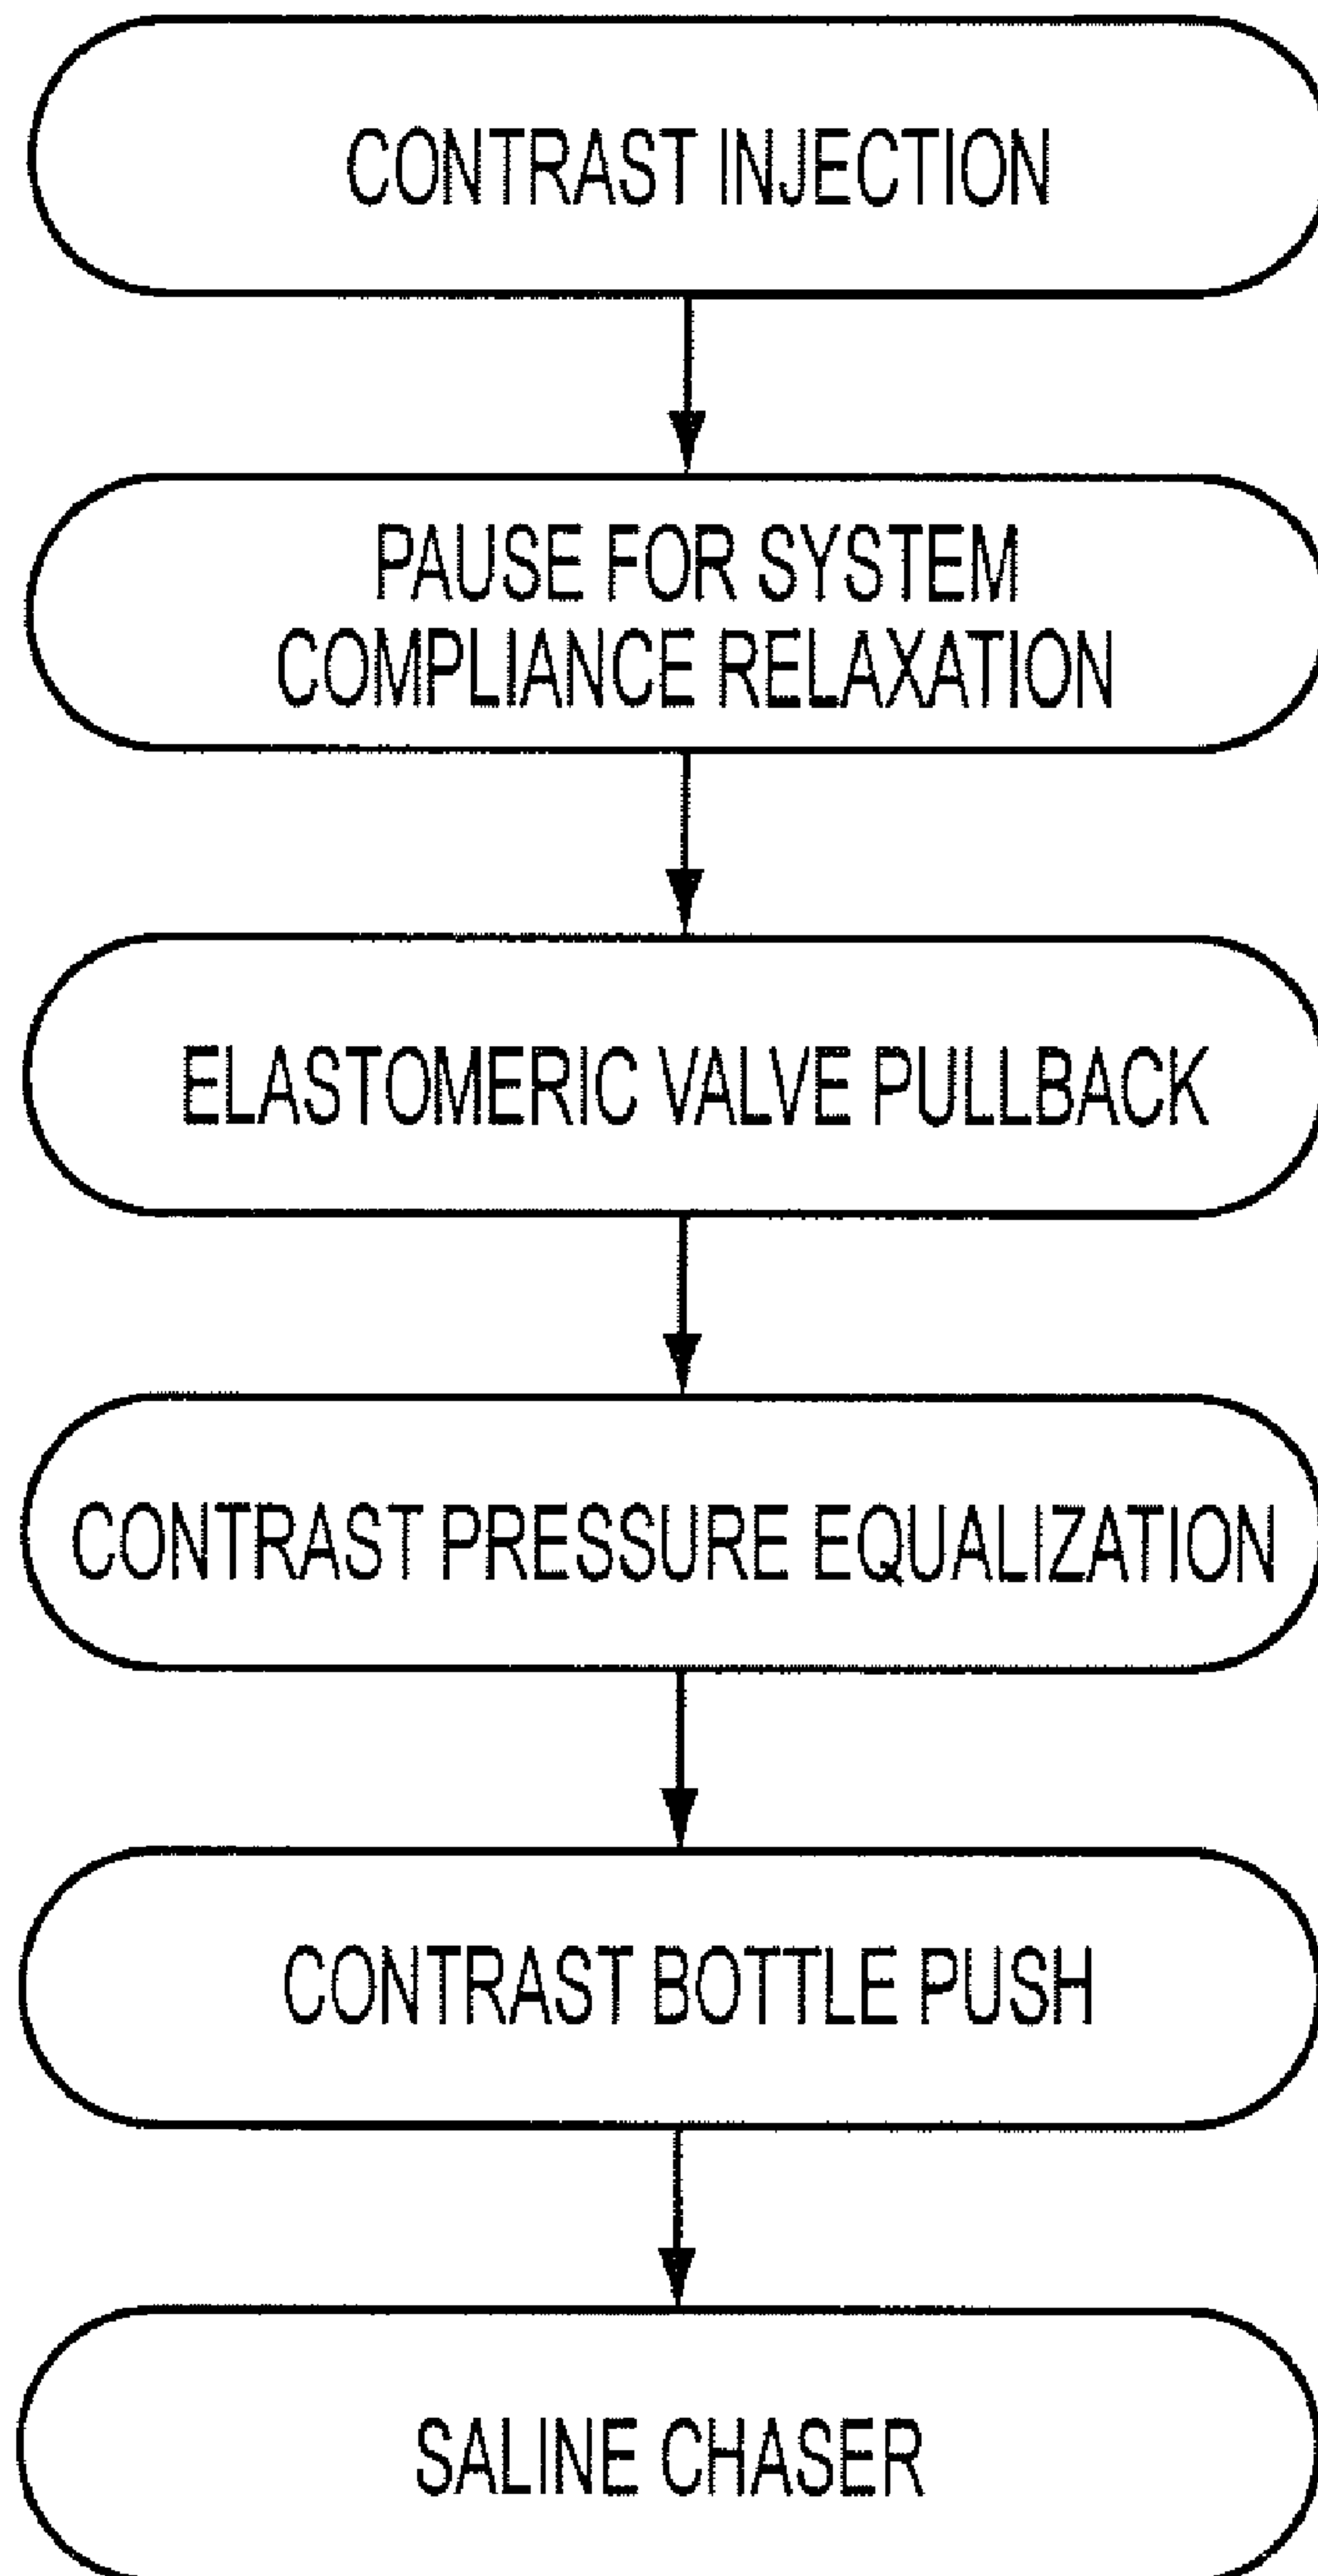 CONTRAST INJECTION
PAUSE FOR SYSTEM
COMPLIANCE RELAXATION
ELASTOMERIC VALVE PULLBACK
CONTRAST PRESSURE EQUALIZATION
CONTRAST BOTTLE PUSH
SALINE CHASER